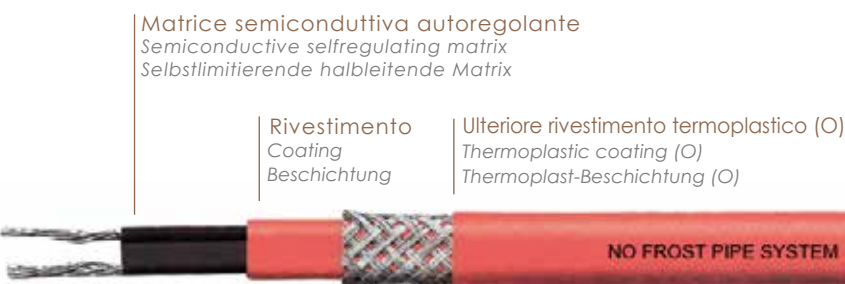 Matrice semiconduttiva autoregolante
Semiconductive selfregulating matrix
Selbstlimitierende halbleitende Matrix
Rivestimento
Coating
Beschichtung
Ulteriore rivestimento termoplastico (O)
Thermoplastic coating (O)
Thermoplast-Beschichtung (O)
NO FROST PIPE SYSTEM